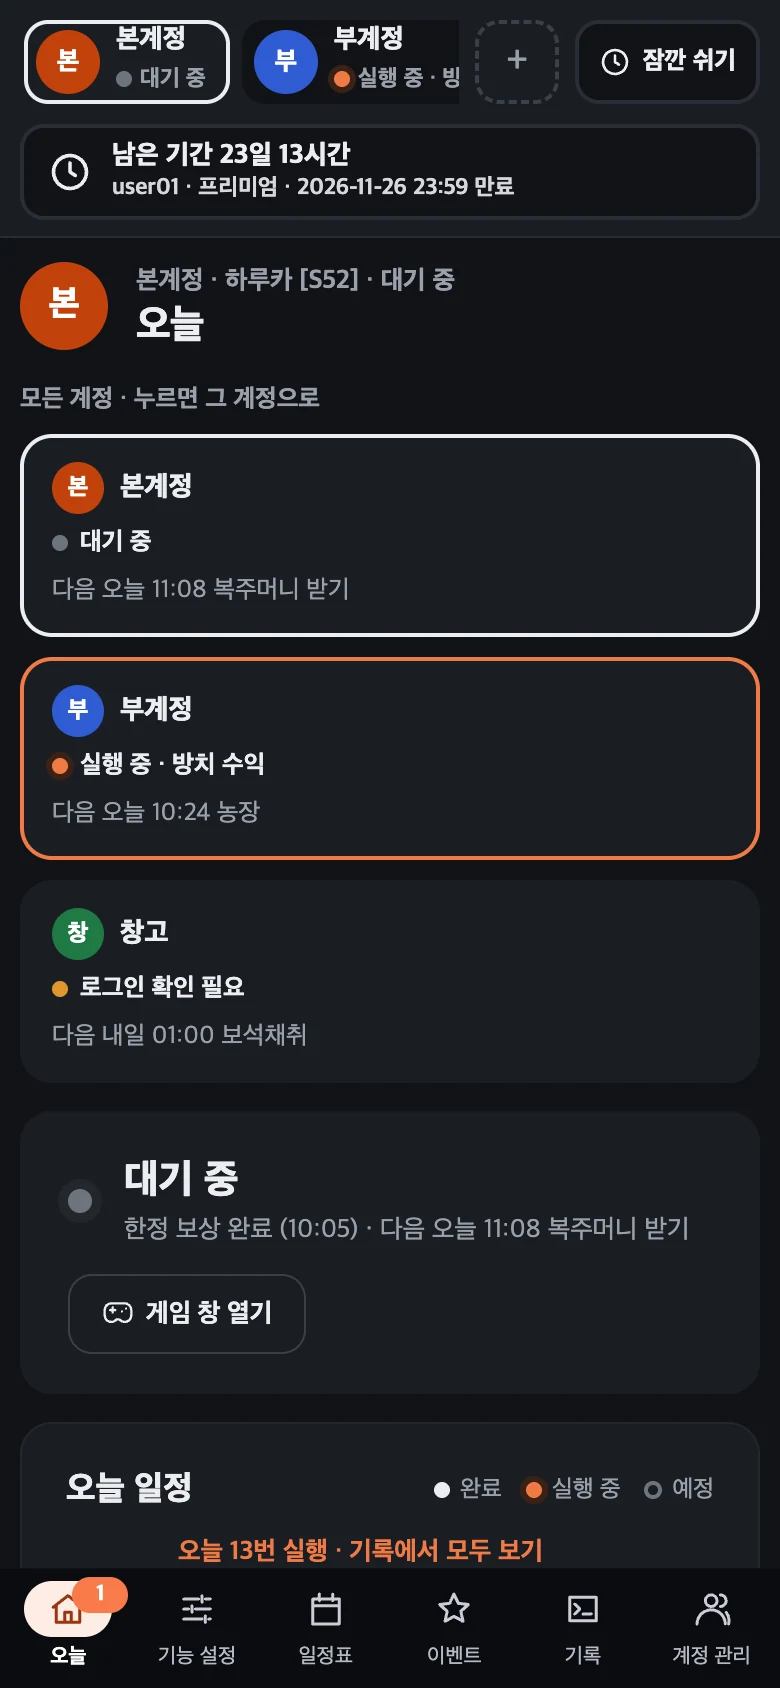 본 본계정 부 부계정 + 잠깐 쉬기
대기 중 실행 중 · 방
남은 기간 23일 13시간
user01 · 프리미엄 · 2026-11-26 23:59 만료
본 본계정 · 하루카 [S52] · 대기 중
오늘
모든 계정 · 누르면 그 계정으로
본 본계정
대기 중
다음 오늘 11:08 복주머니 받기
부 부계정
실행 중 · 방치 수익
다음 오늘 10:24 농장
창 창고
로그인 확인 필요
다음 내일 01:00 보석채취
대기 중
한정 보상 완료 (10:05) · 다음 오늘 11:08 복주머니 받기
게임 창 열기
오늘 일정 완료 실행 중 예정
오늘 13번 실행 · 기록에서 모두 보기
1
오늘 기능 설정 일정표 이벤트 기록 계정 관리